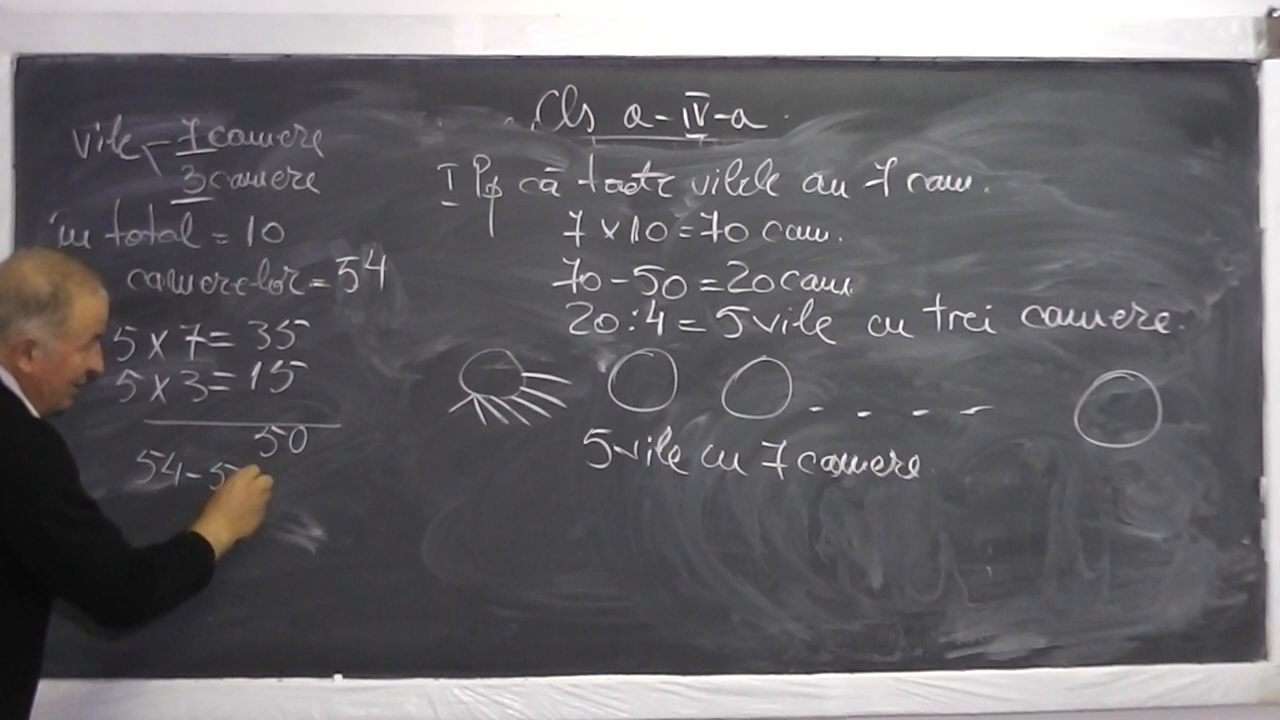 Cls a-IV-a
vile 7 camere
3 camere
în total = 10
camerelor = 54
5 x 7 = 35
5 x 3 = 15
50
54-5
I Pp că toate vilele au 7 cam.
7 x 10 = 70 cam.
70 - 50 = 20 cam
20 : 4 = 5 vile cu trei camere.
5 vile cu 7 camere